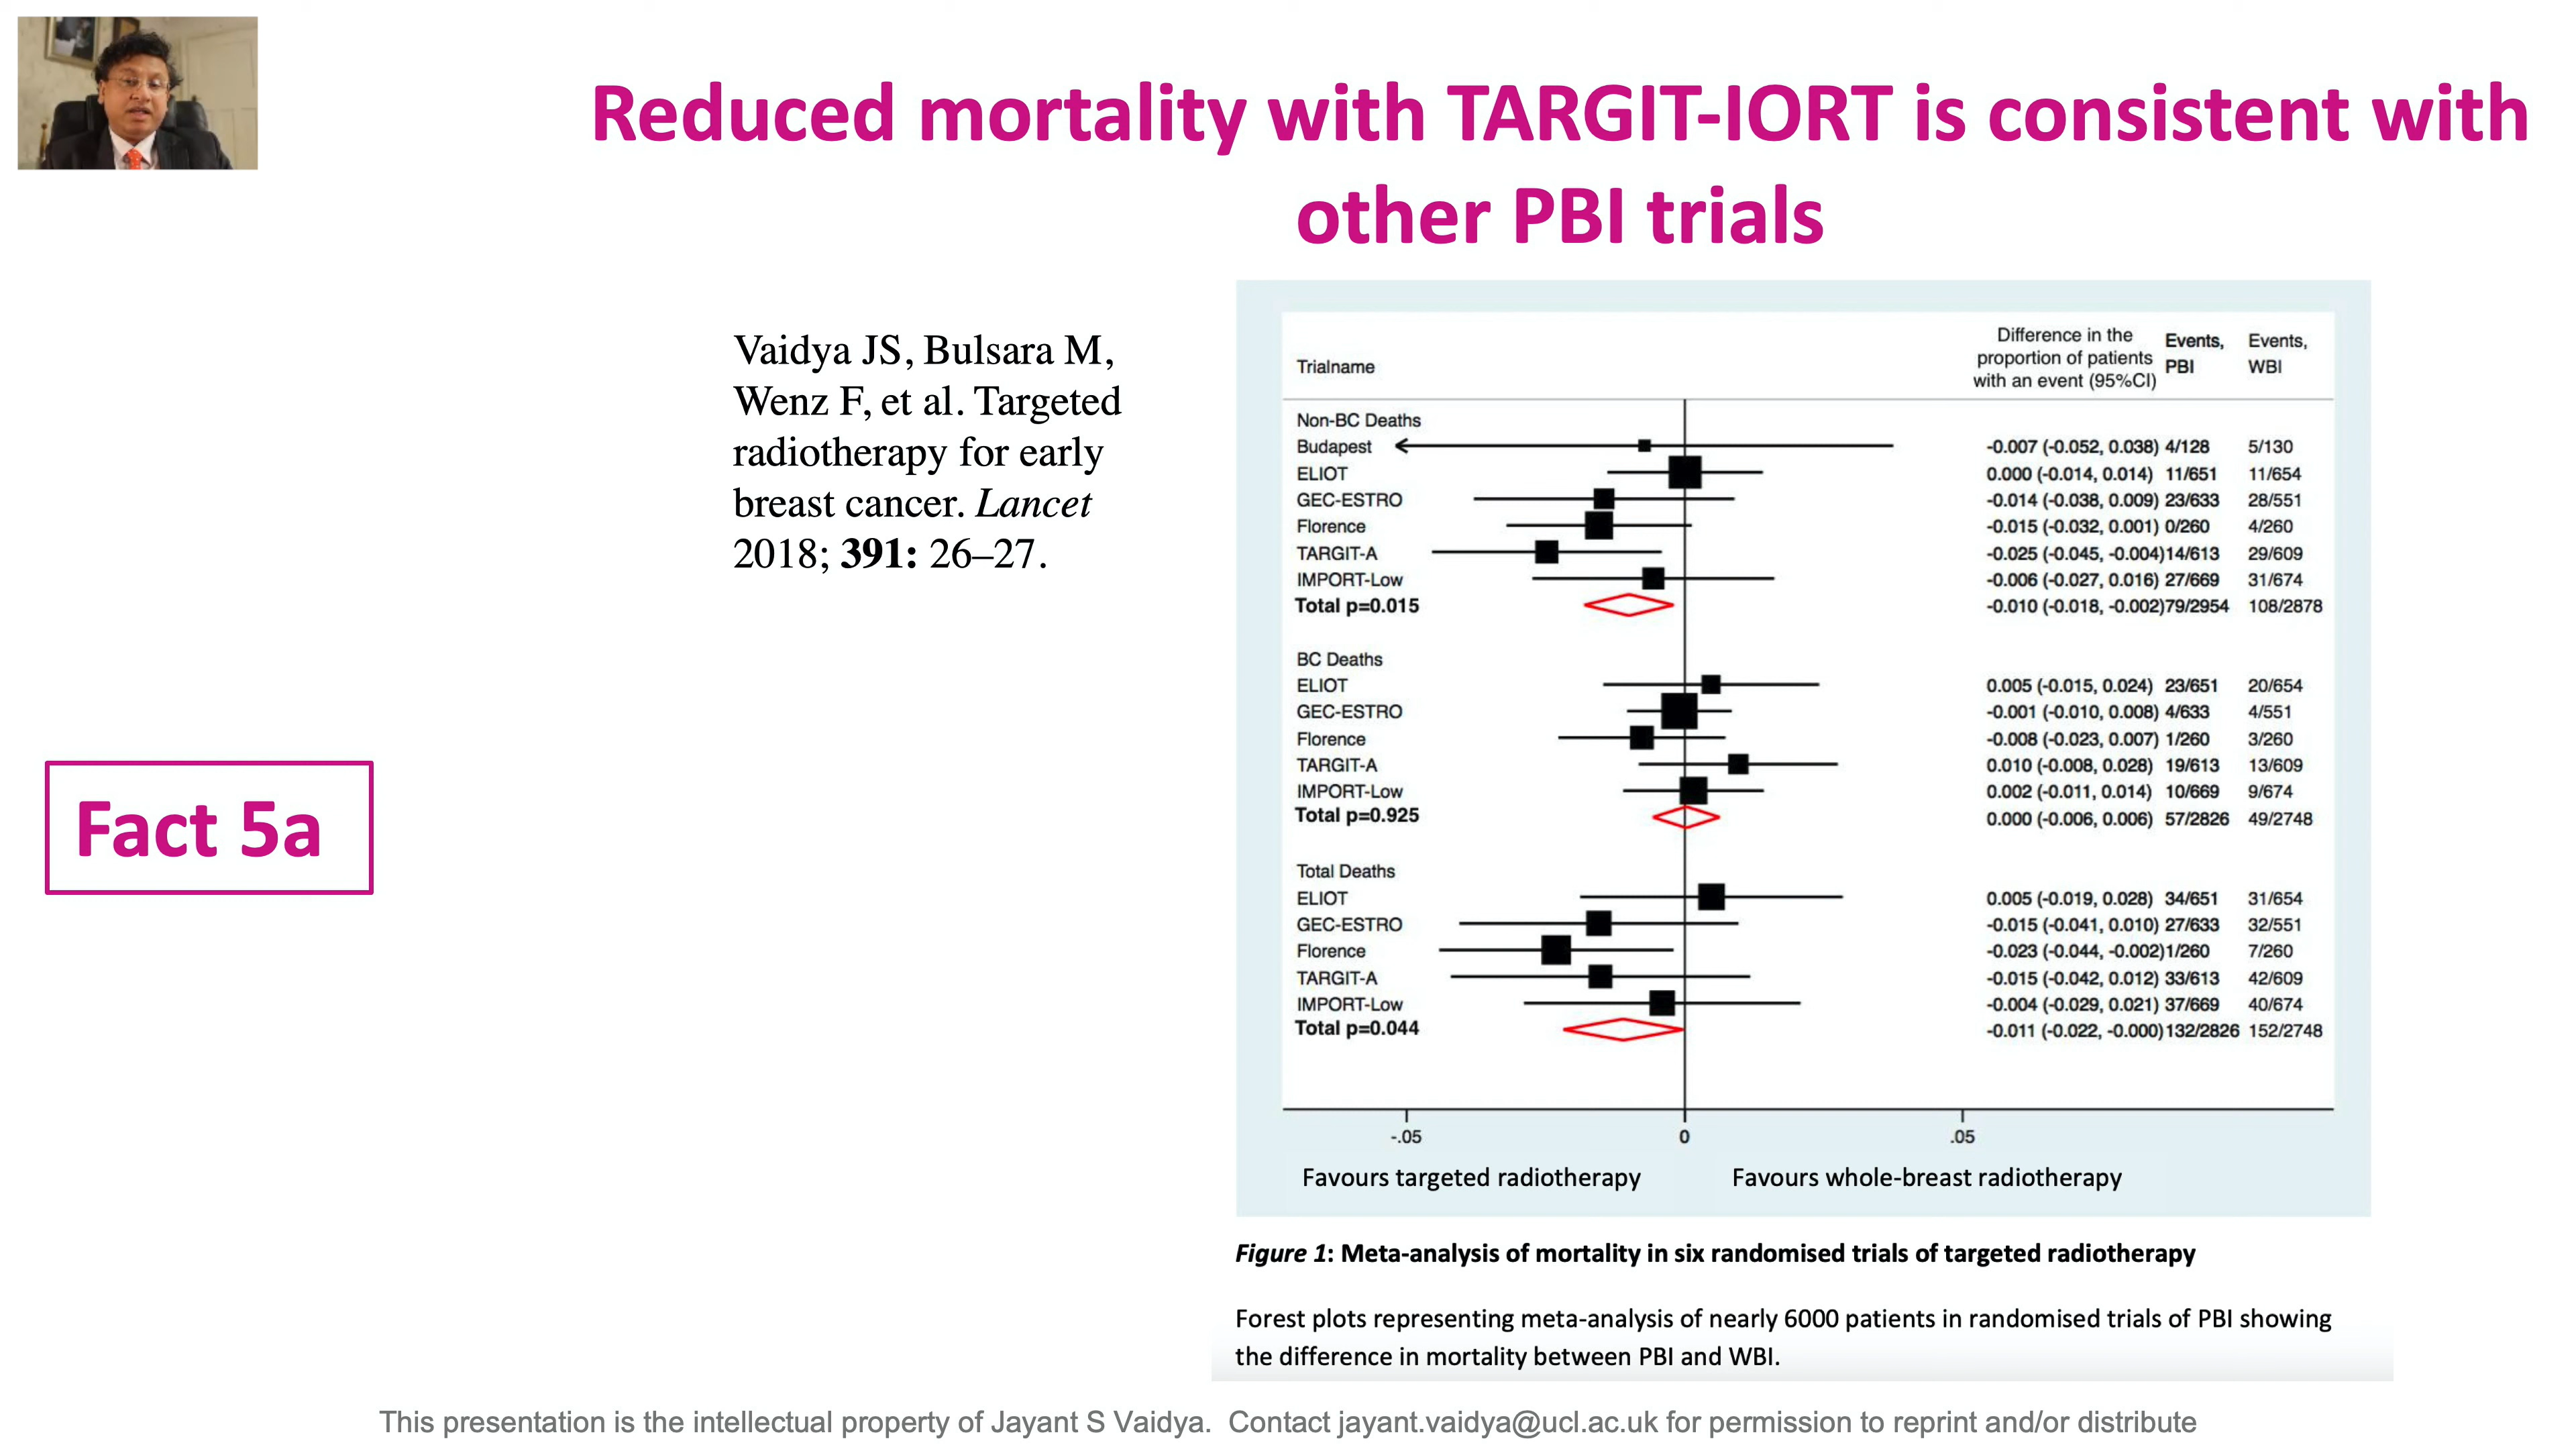 Reduced mortality with TARGIT-IORT is consistent with
other PBI trials
Vaidya JS, Bulsara M,
Wenz F, et al. Targeted
radiotherapy for early
breast cancer. Lancet
2018; 391: 26–27.
Fact 5a
Trialname
Difference in the
proportion of patients
with an event (95%CI)
Events,
PBI
Events,
WBI
Non-BC Deaths
Budapest -0.007 (-0.052, 0.038) 4/128 5/130
ELIOT 0.000 (-0.014, 0.014) 11/651 11/654
GEC-ESTRO -0.014 (-0.038, 0.009) 23/633 28/551
Florence -0.015 (-0.032, 0.001) 0/260 4/260
TARGIT-A -0.025 (-0.045, -0.004) 14/613 29/609
IMPORT-Low -0.006 (-0.027, 0.016) 27/669 31/674
Total p=0.015 -0.010 (-0.018, -0.002) 79/2954 108/2878
BC Deaths
ELIOT 0.005 (-0.015, 0.024) 23/651 20/654
GEC-ESTRO -0.001 (-0.010, 0.008) 4/633 4/551
Florence -0.008 (-0.023, 0.007) 1/260 3/260
TARGIT-A 0.010 (-0.008, 0.028) 19/613 13/609
IMPORT-Low 0.002 (-0.011, 0.014) 10/669 9/674
Total p=0.925 0.000 (-0.006, 0.006) 57/2826 49/2748
Total Deaths
ELIOT 0.005 (-0.019, 0.028) 34/651 31/654
GEC-ESTRO -0.015 (-0.041, 0.010) 27/633 32/551
Florence -0.023 (-0.044, -0.002) 1/260 7/260
TARGIT-A -0.015 (-0.042, 0.012) 33/613 42/609
IMPORT-Low -0.004 (-0.029, 0.021) 37/669 40/674
Total p=0.044 -0.011 (-0.022, -0.000) 132/2826 152/2748
-.05 0 .05
Favours targeted radiotherapy Favours whole-breast radiotherapy
Figure 1: Meta-analysis of mortality in six randomised trials of targeted radiotherapy
Forest plots representing meta-analysis of nearly 6000 patients in randomised trials of PBI showing
the difference in mortality between PBI and WBI.
This presentation is the intellectual property of Jayant S Vaidya. Contact jayant.vaidya@ucl.ac.uk for permission to reprint and/or distribute